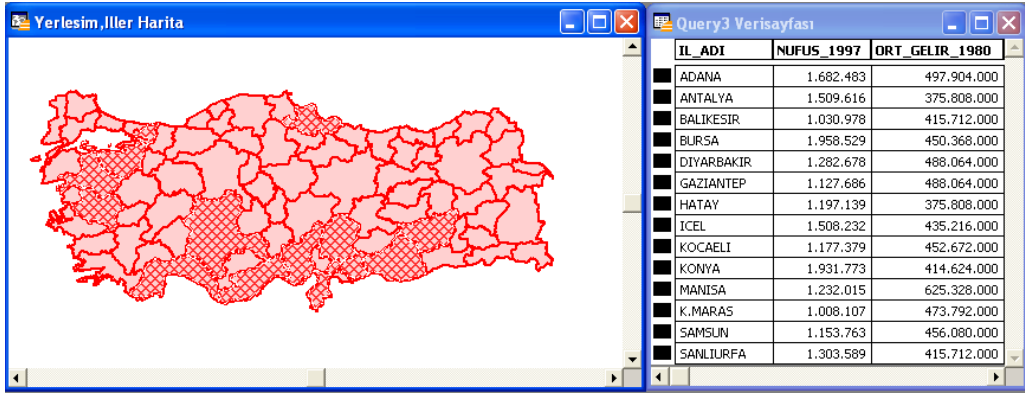 Yerlesim,Iller Harita
Query3 Verisayfası
IL_ADI NUFUS_1997 ORT_GELIR_1980
ADANA 1.682.483 497.904.000
ANTALYA 1.509.616 375.808.000
BALIKESIR 1.030.978 415.712.000
BURSA 1.958.529 450.368.000
DIYARBAKIR 1.282.678 488.064.000
GAZIANTEP 1.127.686 488.064.000
HATAY 1.197.139 375.808.000
ICEL 1.508.232 435.216.000
KOCAELI 1.177.379 452.672.000
KONYA 1.931.773 414.624.000
MANISA 1.232.015 625.328.000
K.MARAS 1.008.107 473.792.000
SAMSUN 1.153.763 456.080.000
SANLIURFA 1.303.589 415.712.000